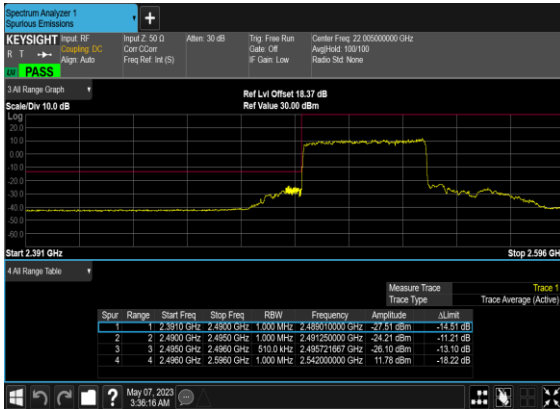 Spectrum Analyzer 1
Spurious Emissions
KEYSIGHT
R T
LXI PASS
Input: RF
Coupling: DC
Align: Auto
Input Z: 50 Ω
Corr CCorr
Freq Ref: Int (S)
Atten: 30 dB
Trig: Free Run
Gate: Off
IF Gain: Low
Center Freq: 22.005000000 GHz
Avg|Hold: 100/100
Radio Std: None
3 All Range Graph
Scale/Div 10.0 dB
Ref Lvl Offset 18.37 dB
Ref Value 30.00 dBm
Log
20.0
10.0
0.00
-10.0
-20.0
-30.0
-40.0
-50.0
-60.0
Start 2.391 GHz
Stop 2.596 GH
4 All Range Table
Measure Trace Trace 1
Trace Type Trace Average (Active)
Spur Range Start Freq Stop Freq RBW Frequency Amplitude ΔLimit
1 1 2.3910 GHz 2.4900 GHz 1.000 MHz 2.489010000 GHz -27.51 dBm -14.51 dB
2 2 2.4900 GHz 2.4950 GHz 1.000 MHz 2.491250000 GHz -24.21 dBm -11.21 dB
3 3 2.4950 GHz 2.4960 GHz 510.0 kHz 2.495721667 GHz -26.10 dBm -13.10 dB
4 4 2.4960 GHz 2.5960 GHz 1.000 MHz 2.542000000 GHz 11.78 dBm -18.22 dB
?
May 07, 2023
3:36:16 AM